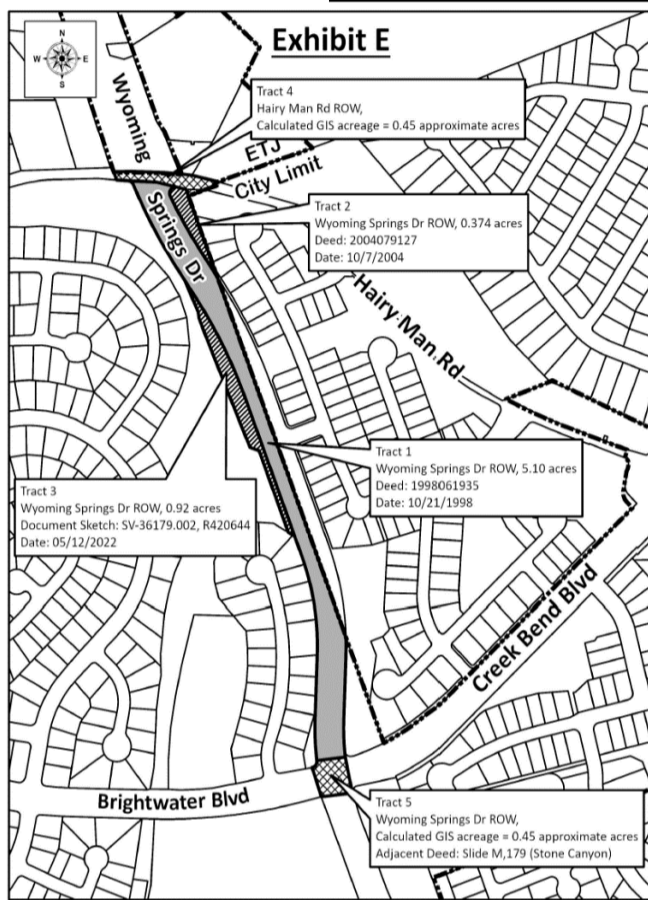 Exhibit E
N
W E
S
Wyoming
Springs Dr
Tract 4
Hairy Man Rd ROW,
Calculated GIS acreage = 0.45 approximate acres
ETJ
City Limit
Tract 2
Wyoming Springs Dr ROW, 0.374 acres
Deed: 2004079127
Date: 10/7/2004
Hairy Man Rd
Tract 1
Wyoming Springs Dr ROW, 5.10 acres
Deed: 1998061935
Date: 10/21/1998
Tract 3
Wyoming Springs Dr ROW, 0.92 acres
Document Sketch: SV-36179.002, R420644
Date: 05/12/2022
Creek Bend Blvd
Brightwater Blvd
Tract 5
Wyoming Springs Dr ROW,
Calculated GIS acreage = 0.45 approximate acres
Adjacent Deed: Slide M,179 (Stone Canyon)